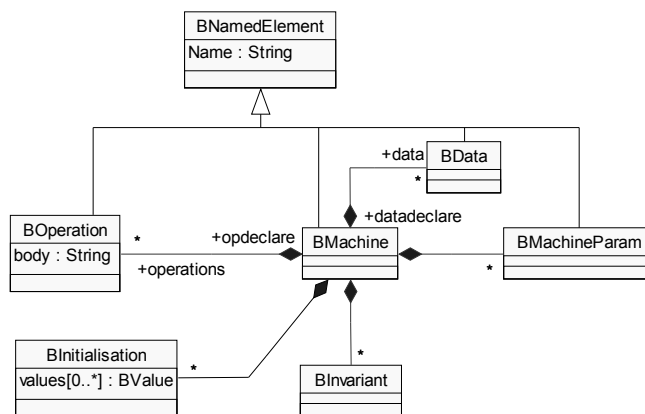 BNamedElement
Name : String
+data
BData
*
+datadeclare
BOperation
body : String
*
+operations
+opdeclare
BMachine
BMachineParam
*
BInitialisation
values[0..*] : BValue
*
*
BInvariant